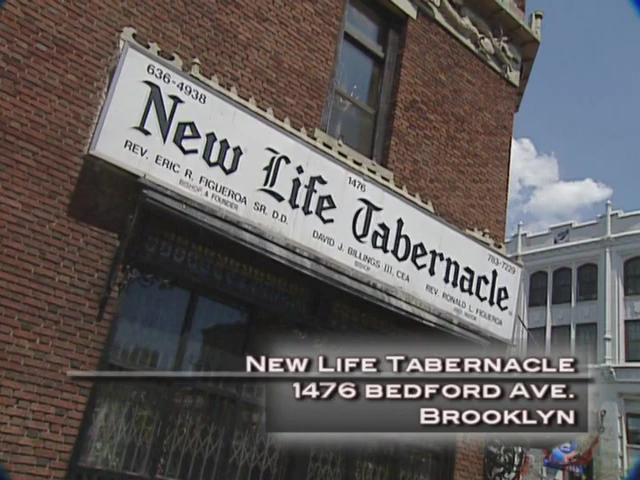 636-4938
New Life Tabernacle
1476
783-7229
REV. ERIC R. FIGUEROA SR. D.D.
BISHOP & FOUNDER
DAVID J. BILLINGS III, CEA
BISHOP
REV. RONALD L. FIGUEROA
New Life Tabernacle
1476 Bedford Ave.
Brooklyn